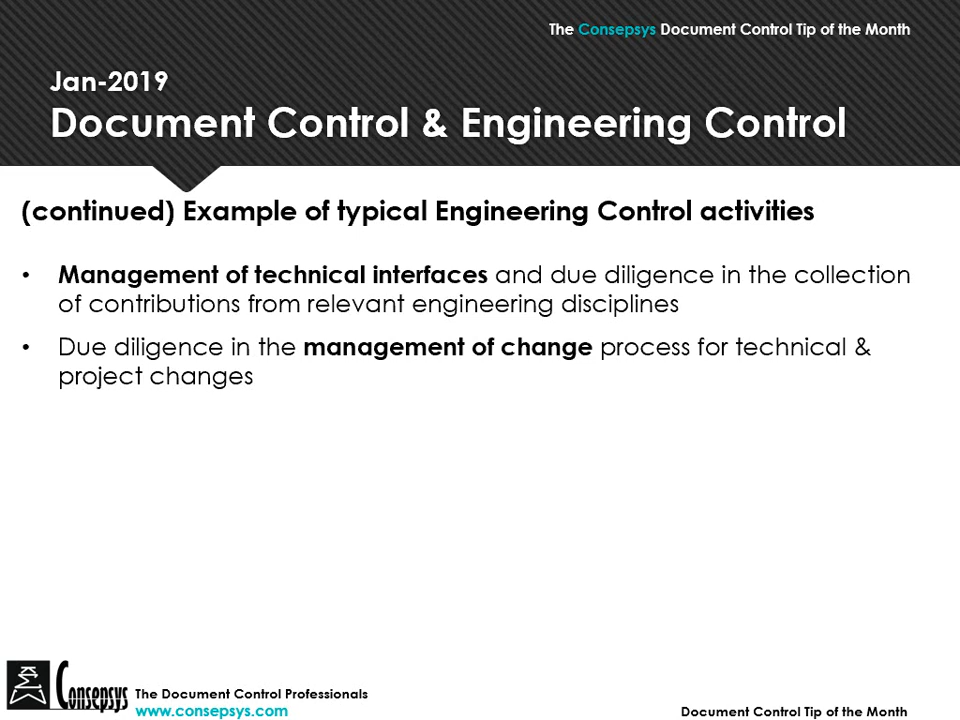 The Consepsys Document Control Tip of the Month
Jan-2019
Document Control & Engineering Control
(continued) Example of typical Engineering Control activities
• Management of technical interfaces and due diligence in the collection
of contributions from relevant engineering disciplines
• Due diligence in the management of change process for technical &
project changes
Consepsys
The Document Control Professionals
www.consepsys.com
Document Control Tip of the Month